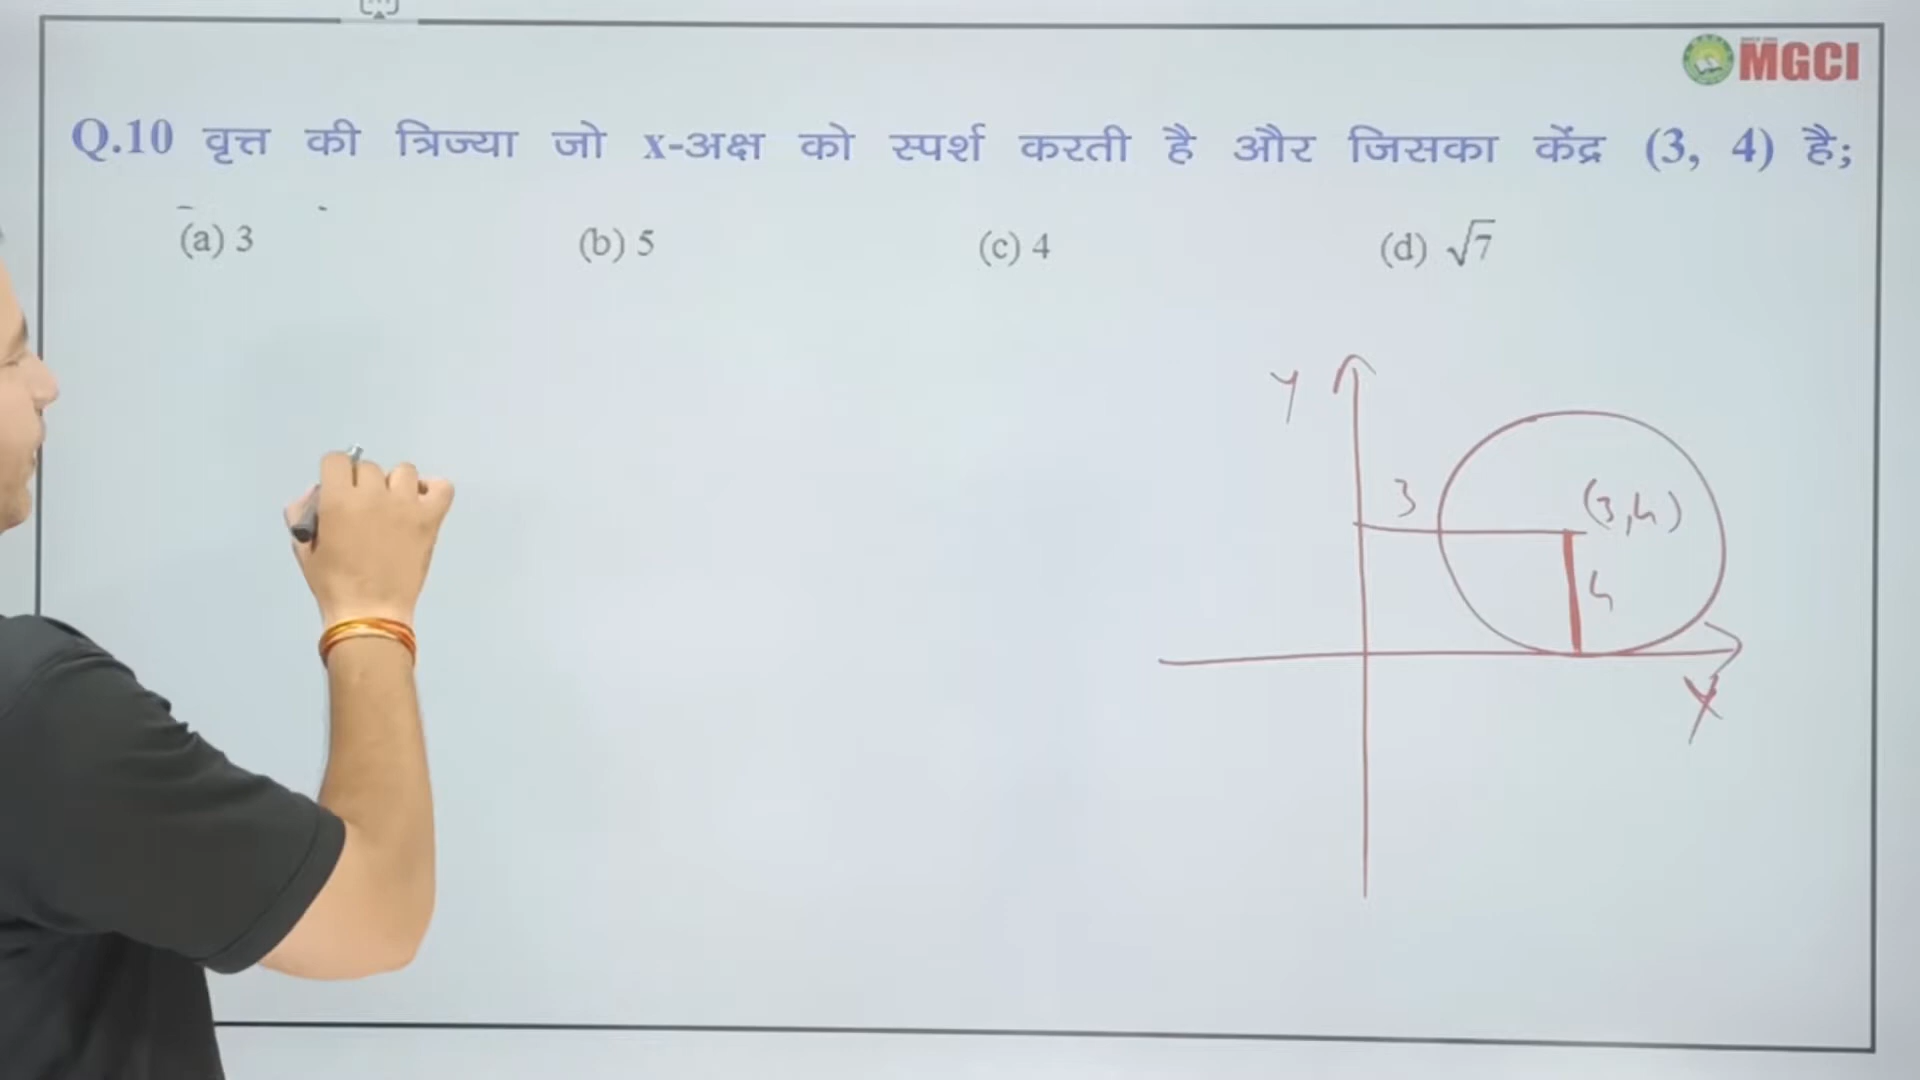 MGCI
Q.10 वृत्त की त्रिज्या जो x-अक्ष को स्पर्श करती है और जिसका केंद्र (3, 4) है;
(a) 3 (b) 5 (c) 4 (d) √7
y
3 (3,4)
4
x